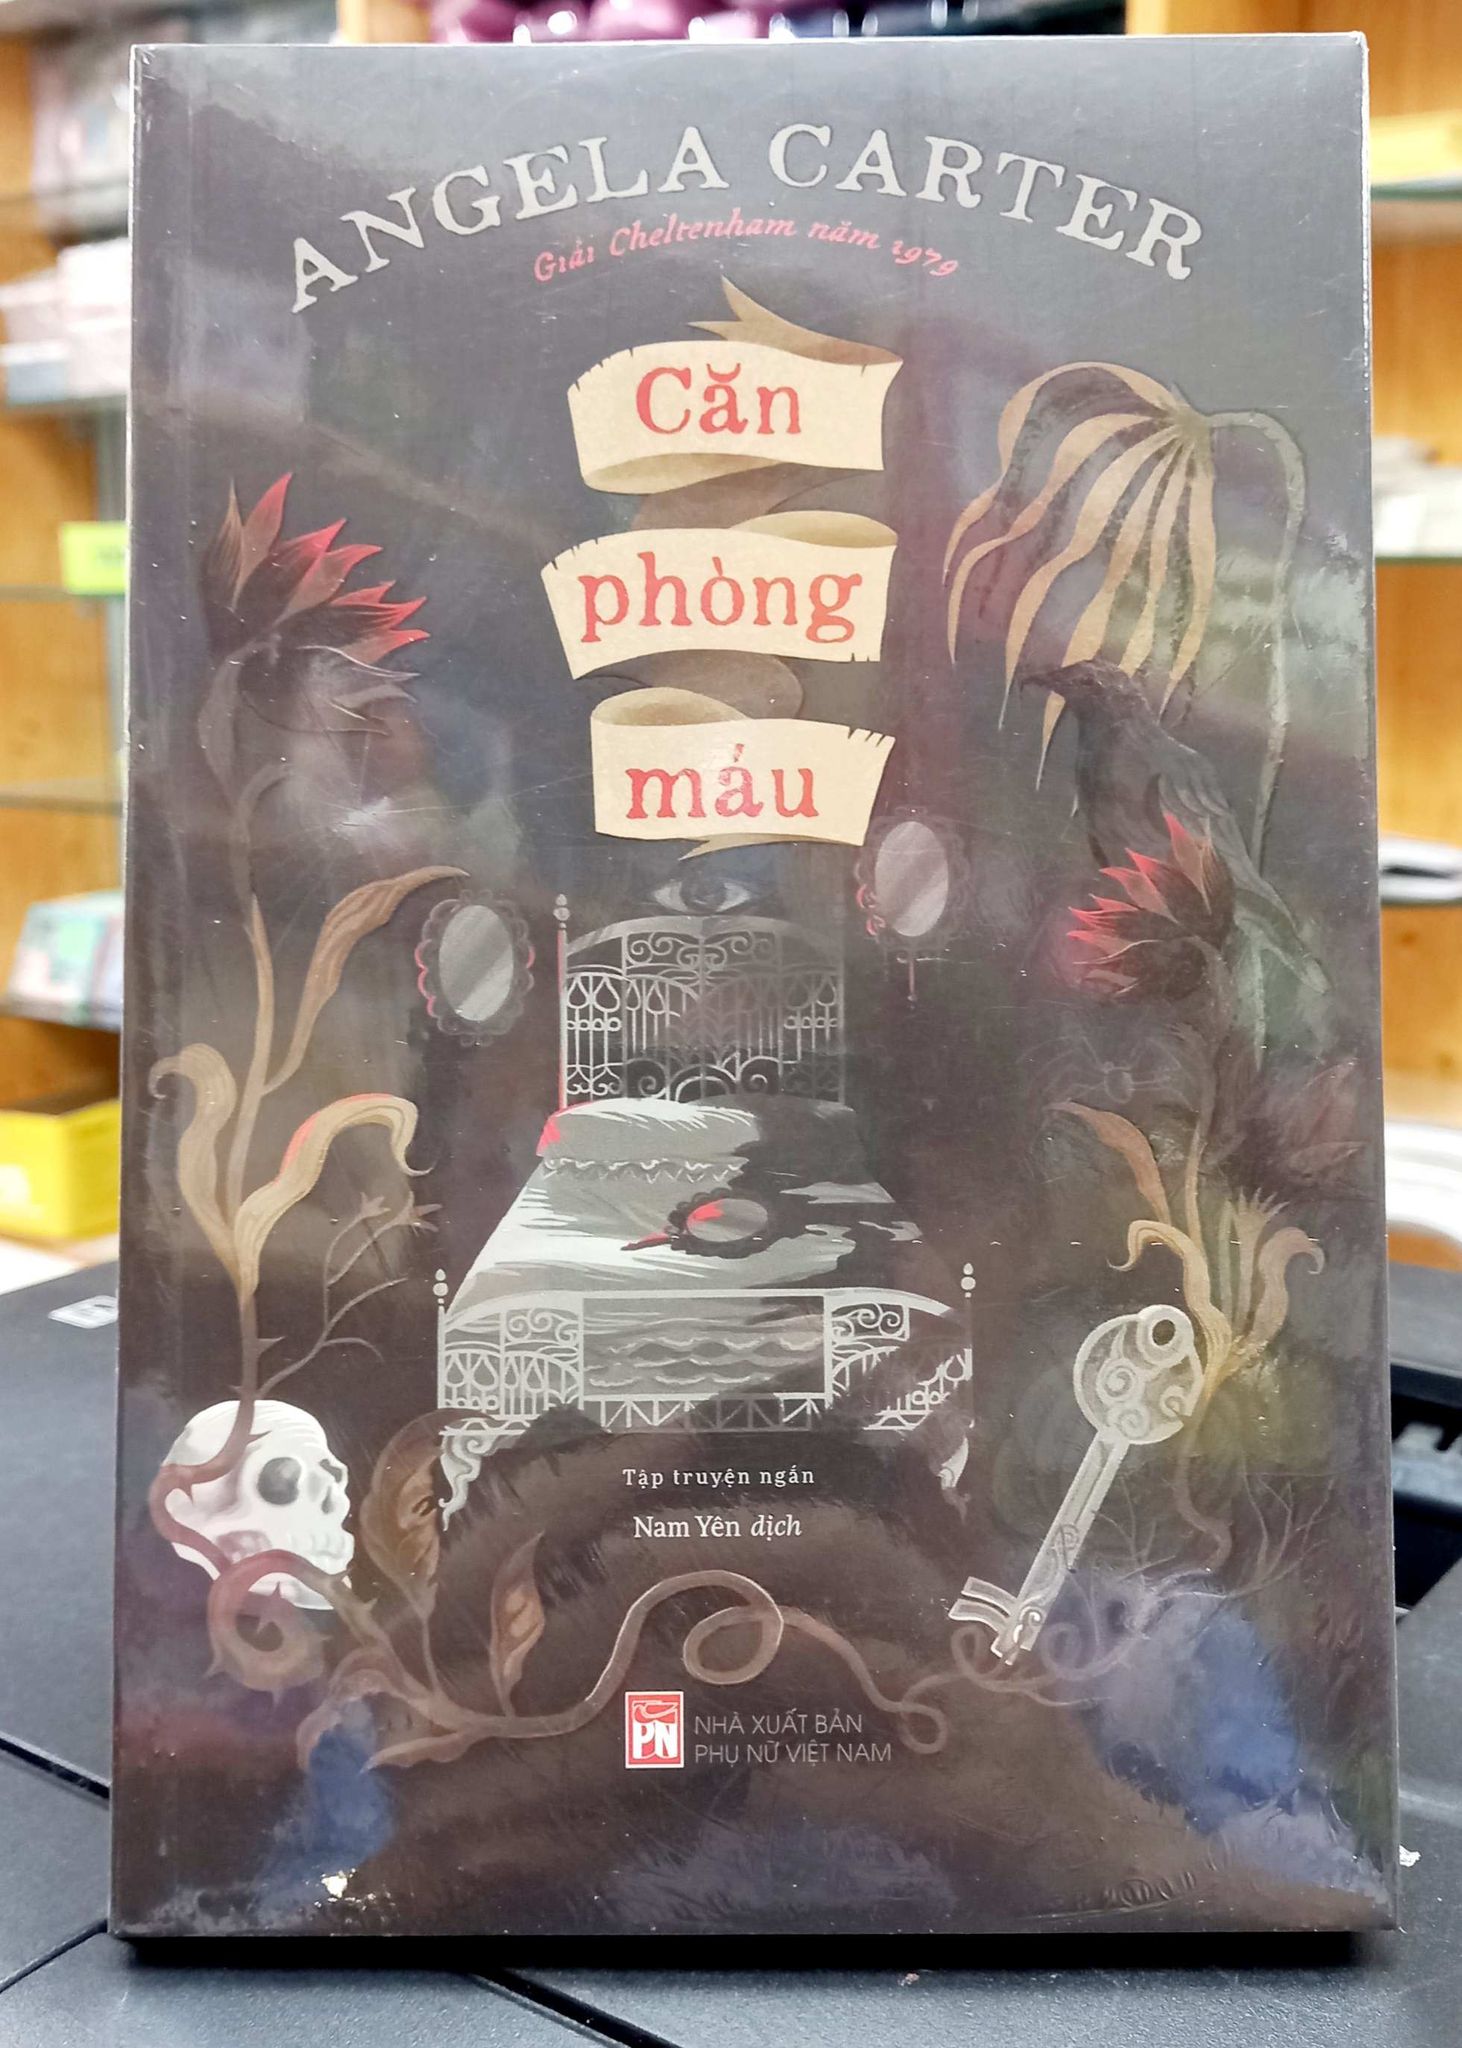 ANGELA CARTER
Giải Cheltenham năm 1979
Căn
phòng
máu
Tập truyện ngắn
Nam Yên dịch
PN
NHÀ XUẤT BẢN
PHỤ NỮ VIỆT NAM